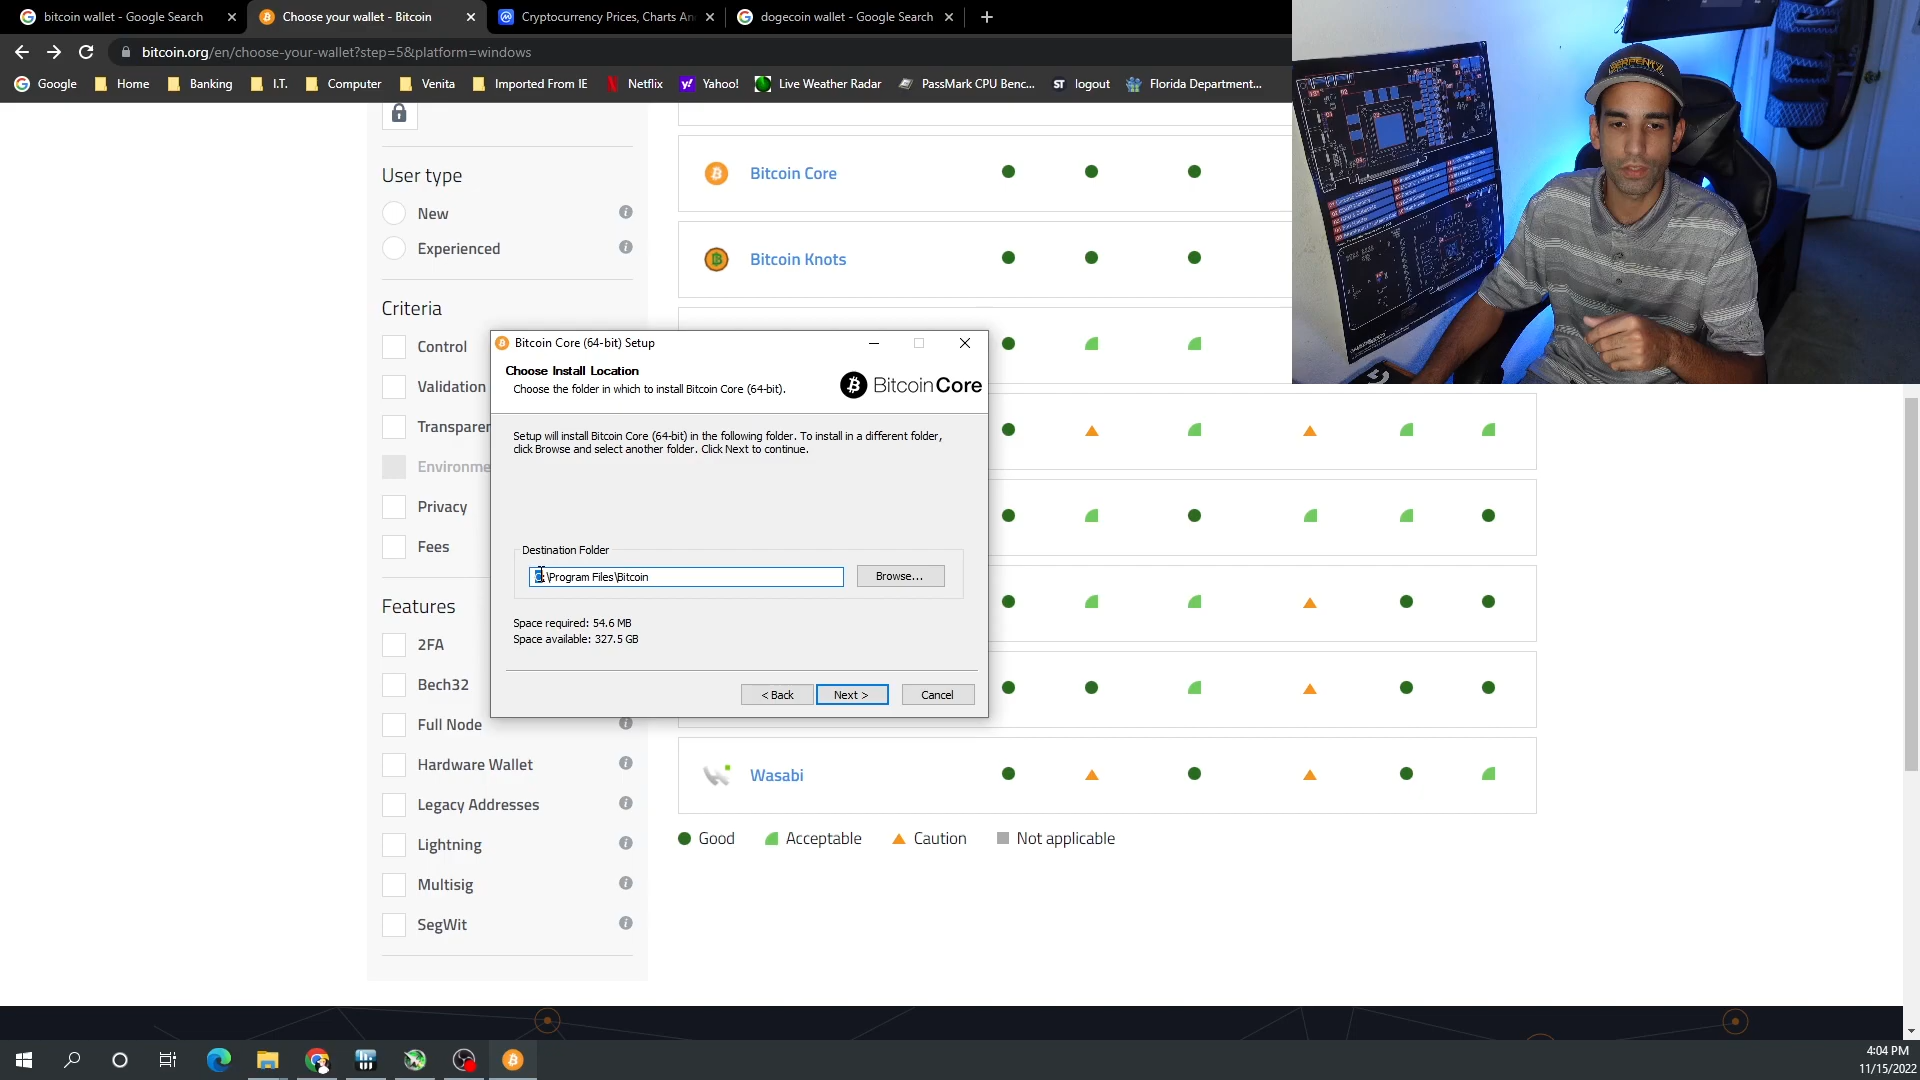 bitcoin wallet - Google Search
Choose your wallet - Bitcoin
Cryptocurrency Prices, Charts An
dogecoin wallet - Google Search
bitcoin.org/en/choose-your-wallet?step=5&platform=windows
Google
Home
Banking
I.T.
Computer
Venita
Imported From IE
Netflix
Yahoo!
Live Weather Radar
PassMark CPU Benc...
ST logout
Florida Department...
User type
New
Experienced
Criteria
Control
Validation
Transparen
Environme
Privacy
Fees
Features
2FA
Bech32
Full Node
Hardware Wallet
Legacy Addresses
Lightning
Multisig
SegWit
Bitcoin Core
Bitcoin Knots
Bitcoin Core (64-bit) Setup
Choose Install Location
Choose the folder in which to install Bitcoin Core (64-bit).
BitcoinCore
Setup will install Bitcoin Core (64-bit) in the following folder. To install in a different folder,
click Browse and select another folder. Click Next to continue.
Destination Folder
C:\Program Files\Bitcoin
Browse...
Space required: 54.6 MB
Space available: 327.5 GB
< Back
Next >
Cancel
Wasabi
Good
Acceptable
Caution
Not applicable
4:04 PM
11/15/2022